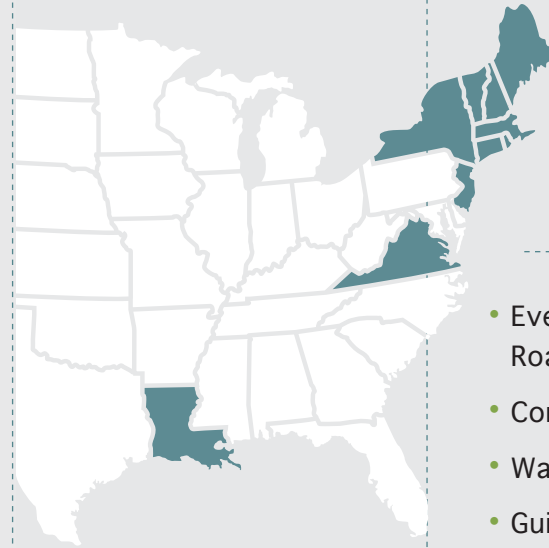 • Eve
Roa
• Cor
• Wa
• Gui